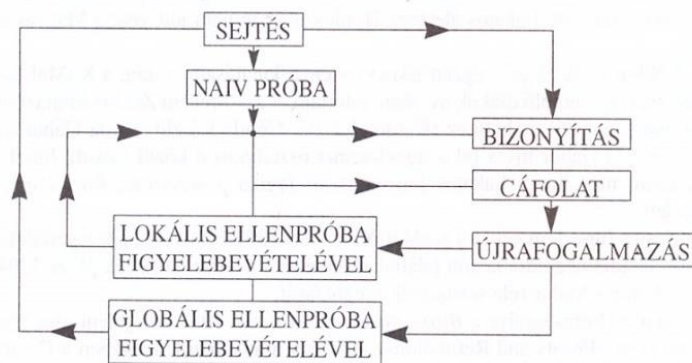 SEJTÉS
NAIV PRÓBA
BIZONYÍTÁS
CÁFOLAT
LOKÁLIS ELLENPRÓBA
FIGYELEBEVÉTELÉVEL
ÚJRAFOGALMAZÁS
GLOBÁLIS ELLENPRÓBA
FIGYELEBEVÉTELÉVEL